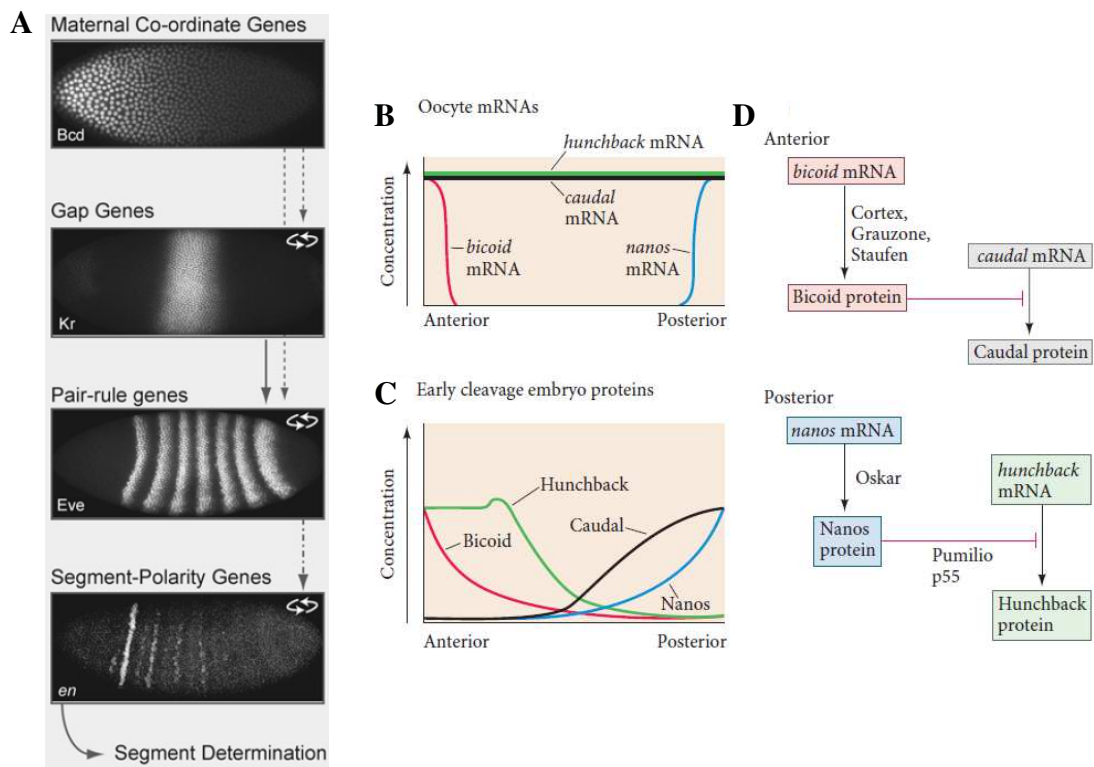 A
Maternal Co-ordinate Genes
Bcd
Gap Genes
Kr
Pair-rule genes
Eve
Segment-Polarity Genes
en
Segment Determination
B
Oocyte mRNAs
Concentration
hunchback mRNA
caudal
mRNA
bicoid
mRNA
nanos
mRNA
Anterior
Posterior
C
Early cleavage embryo proteins
Concentration
Hunchback
Caudal
Bicoid
Nanos
Anterior
Posterior
D
Anterior
bicoid mRNA
Cortex,
Grauzone,
Staufen
caudal mRNA
Bicoid protein
Caudal protein
Posterior
nanos mRNA
Oskar
hunchback
mRNA
Nanos
protein
Pumilio
p55
Hunchback
protein